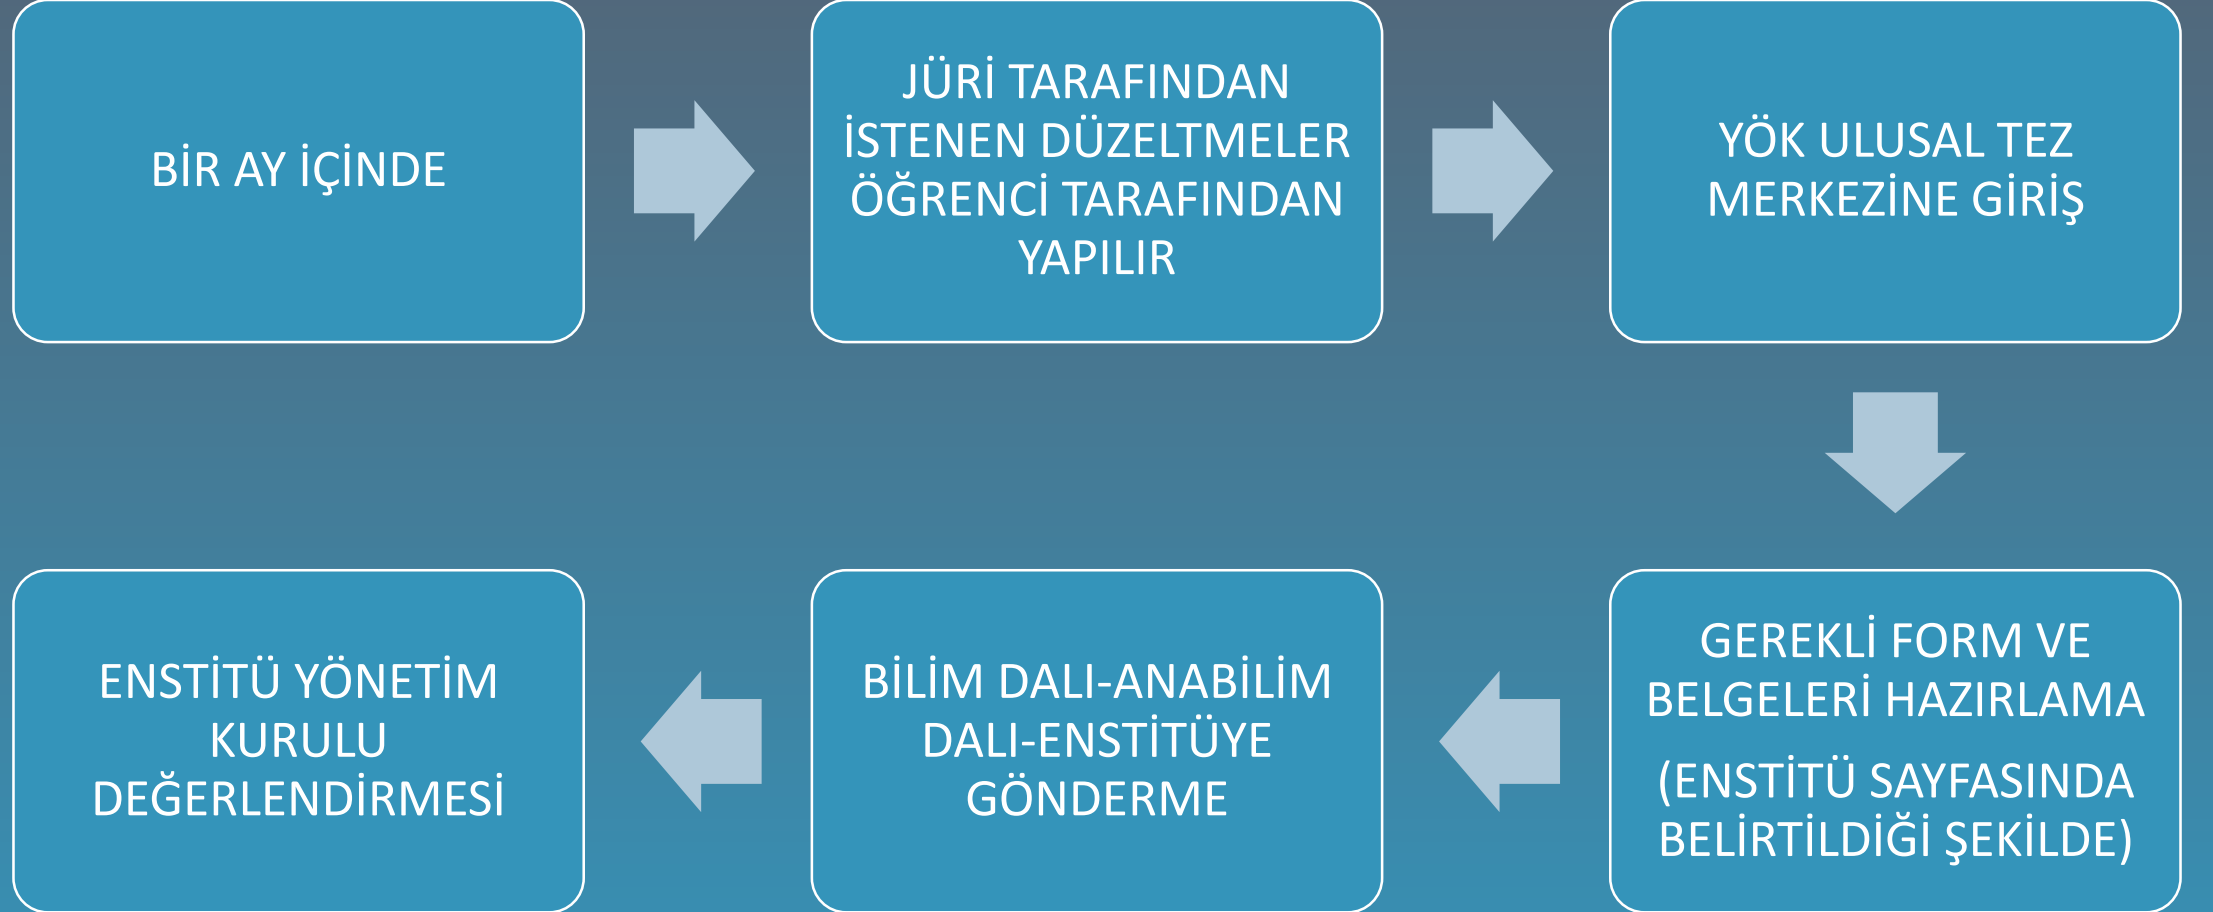 BİR AY İÇİNDE
JÜRİ TARAFINDAN
İSTENEN DÜZELTMELER
ÖĞRENCİ TARAFINDAN
YAPILIR
YÖK ULUSAL TEZ
MERKEZİNE GİRİŞ
GEREKLİ FORM VE
BELGELERİ HAZIRLAMA
(ENSTİTÜ SAYFASINDA
BELİRTİLDİĞİ ŞEKİLDE)
BİLİM DALI-ANABİLİM
DALI-ENSTİTÜYE
GÖNDERME
ENSTİTÜ YÖNETİM
KURULU
DEĞERLENDİRMESİ